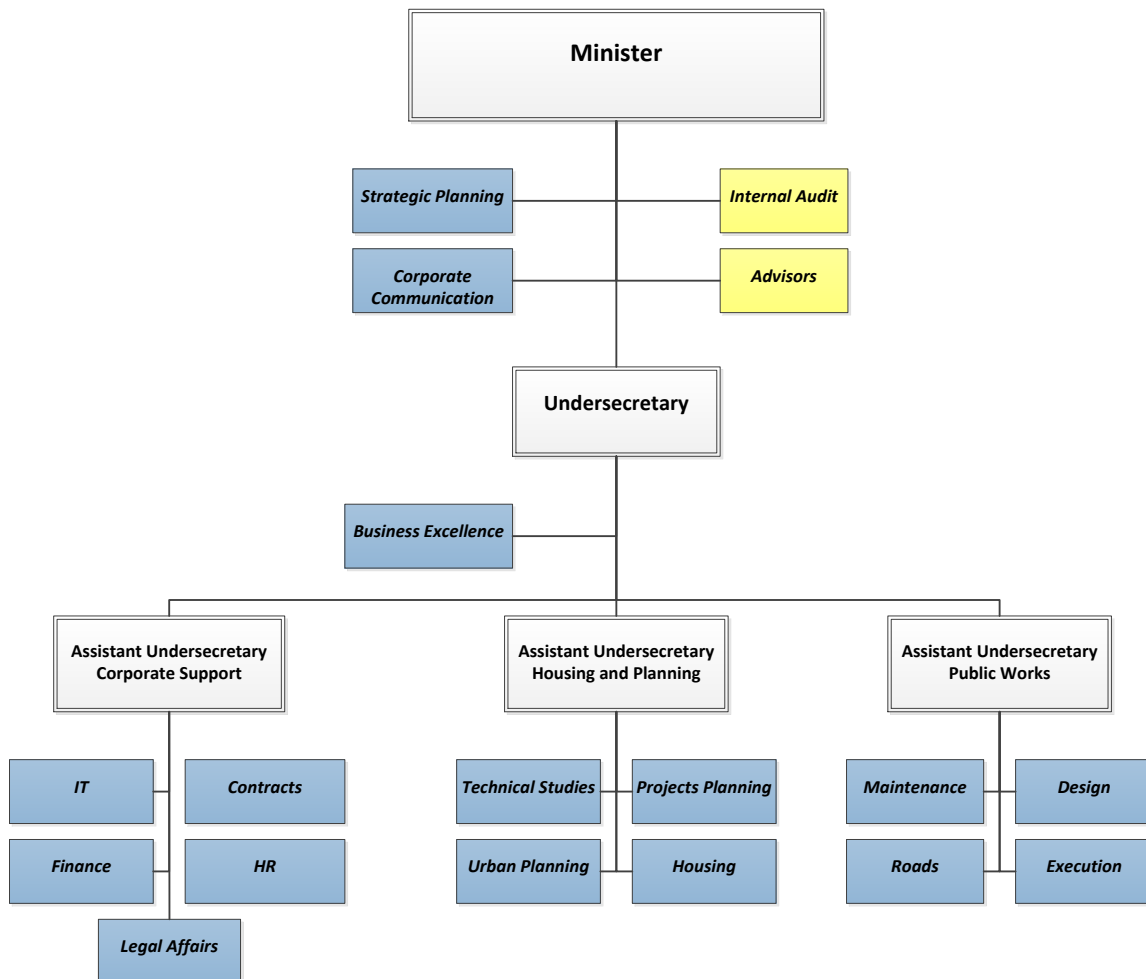 Minister
Strategic Planning
Internal Audit
Corporate
Communication
Advisors
Undersecretary
Business Excellence
Assistant Undersecretary
Corporate Support
Assistant Undersecretary
Housing and Planning
Assistant Undersecretary
Public Works
IT
Contracts
Technical Studies
Projects Planning
Maintenance
Design
Finance
HR
Urban Planning
Housing
Roads
Execution
Legal Affairs